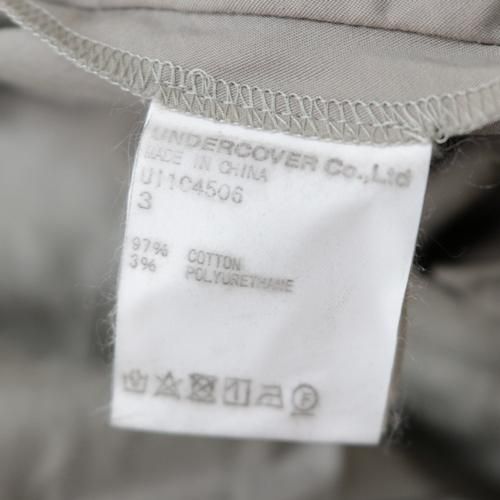 UNDERCOVER Co.,Ltd
MADE IN CHINA
U11C4506
3
97% COTTON
3% POLYURETHANE